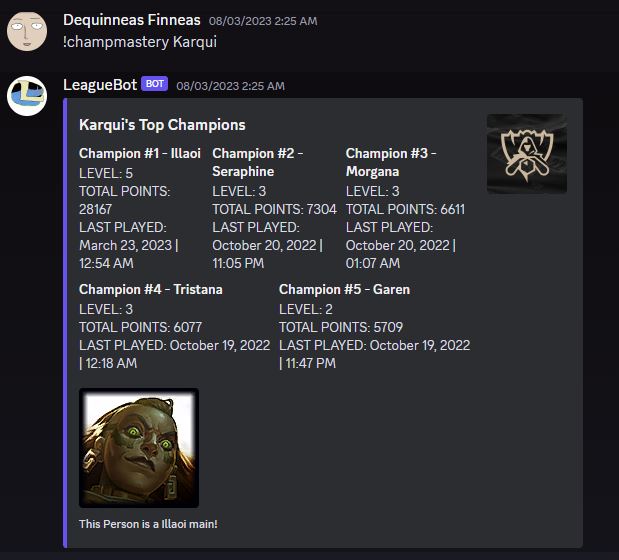 Dequinneas Finneas 08/03/2023 2:25 AM
!champmastery Karqui
LeagueBot BOT 08/03/2023 2:25 AM
Karqui's Top Champions
Champion #1 - Illaoi
LEVEL: 5
TOTAL POINTS:
28167
LAST PLAYED:
March 23, 2023 |
12:54 AM
Champion #2 -
Seraphine
LEVEL: 3
TOTAL POINTS: 7304
LAST PLAYED:
October 20, 2022 |
11:05 PM
Champion #3 -
Morgana
LEVEL: 3
TOTAL POINTS: 6611
LAST PLAYED:
October 20, 2022 |
01:07 AM
Champion #4 - Tristana
LEVEL: 3
TOTAL POINTS: 6077
LAST PLAYED: October 19, 2022
| 12:18 AM
Champion #5 - Garen
LEVEL: 2
TOTAL POINTS: 5709
LAST PLAYED: October 19, 2022
| 11:47 PM
This Person is a Illaoi main!